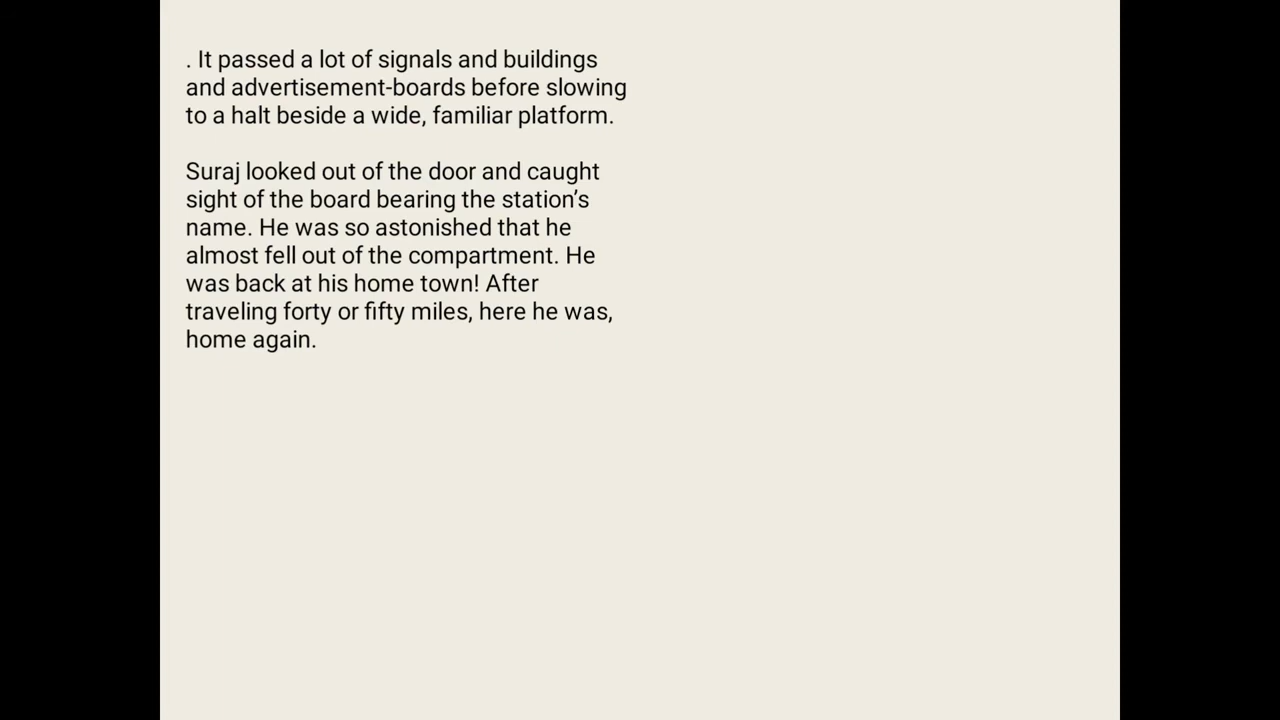 . It passed a lot of signals and buildings
and advertisement-boards before slowing
to a halt beside a wide, familiar platform.
Suraj looked out of the door and caught
sight of the board bearing the station’s
name. He was so astonished that he
almost fell out of the compartment. He
was back at his home town! After
traveling forty or fifty miles, here he was,
home again.